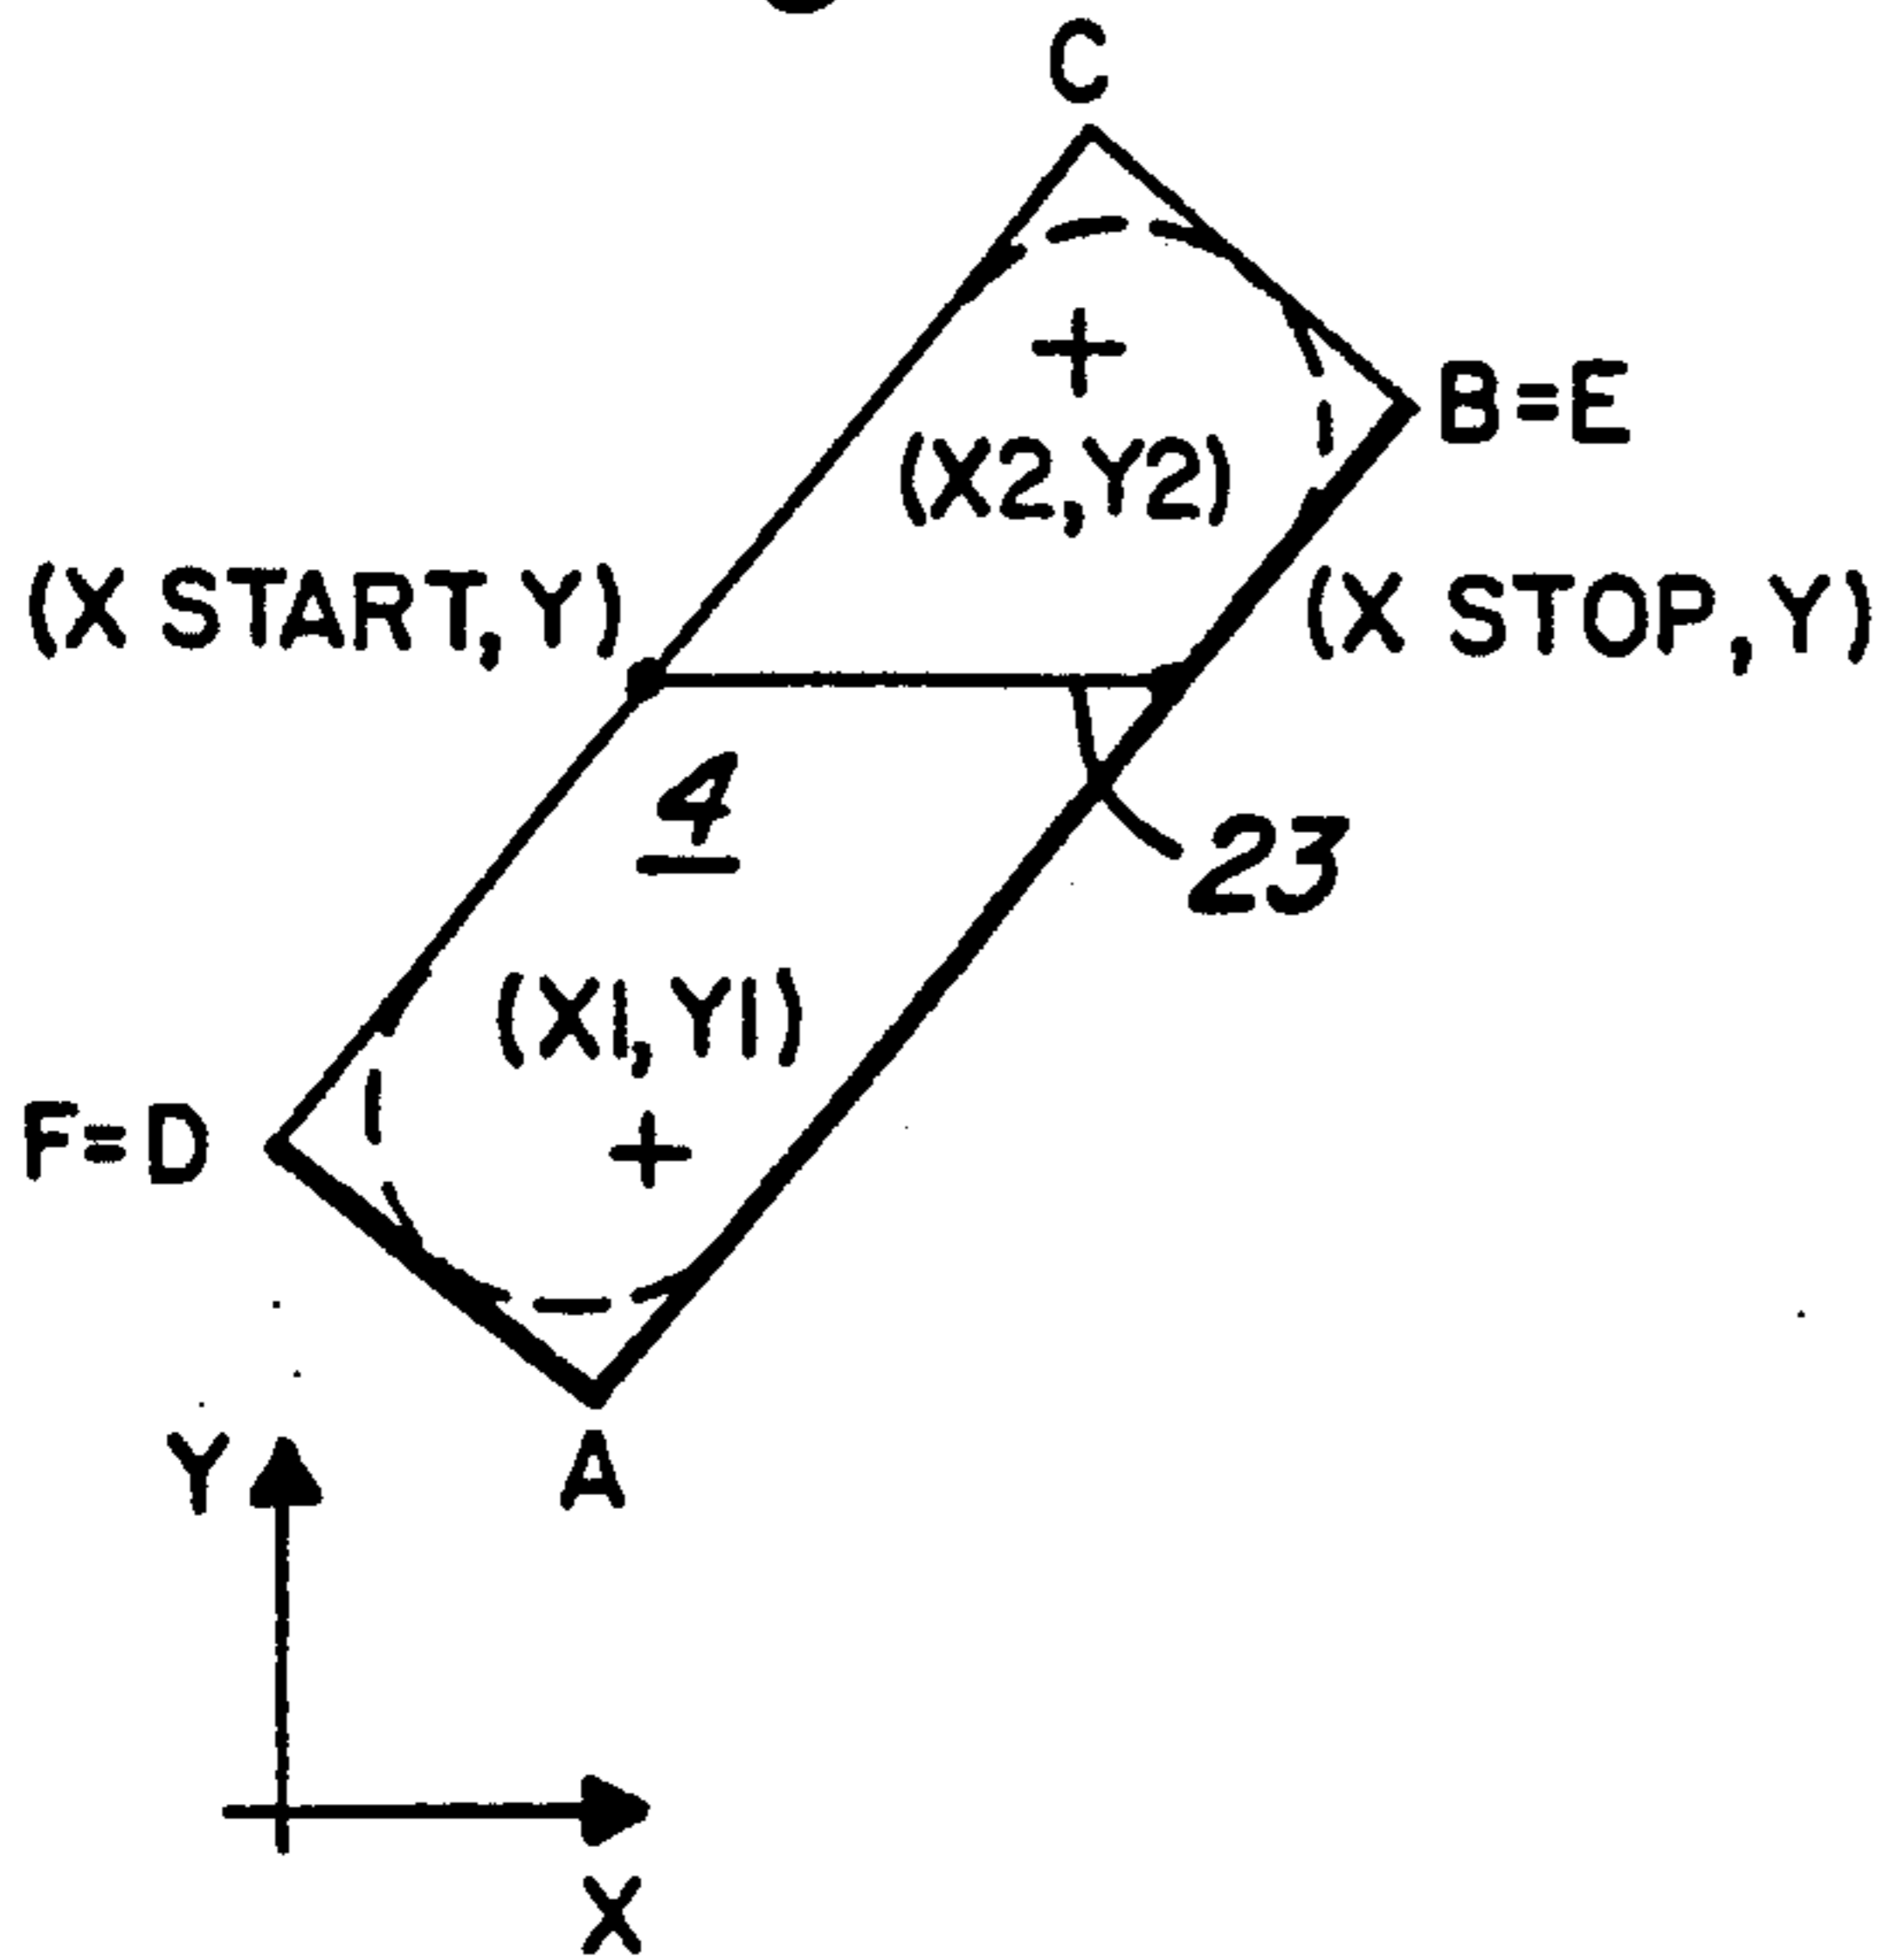 C
B=E
(X2,Y2)
(X START,Y)
(X STOP,Y)
4
23
(X1,Y1)
F=D
A
Y
X